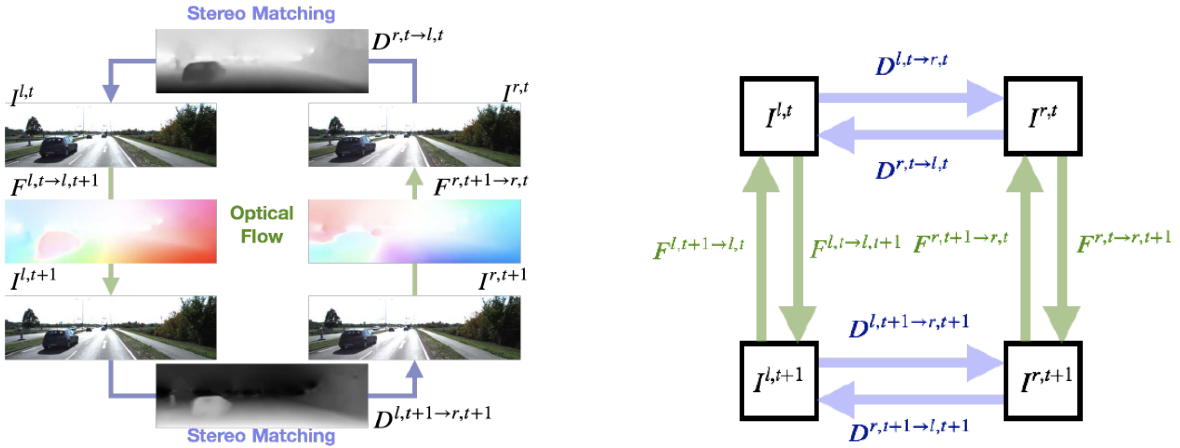 Stereo Matching
D^{r,t→l,t}
I^{l,t}
I^{r,t}
F^{l,t→l,t+1}
F^{r,t+1→r,t}
Optical
Flow
I^{l,t+1}
I^{r,t+1}
D^{l,t+1→r,t+1}
Stereo Matching
D^{l,t→r,t}
I^{l,t}
I^{r,t}
D^{r,t→l,t}
F^{l,t+1→l,t}
F^{l,t→l,t+1}
F^{r,t+1→r,t}
F^{r,t→r,t+1}
D^{l,t+1→r,t+1}
I^{l,t+1}
I^{r,t+1}
D^{r,t+1→l,t+1}